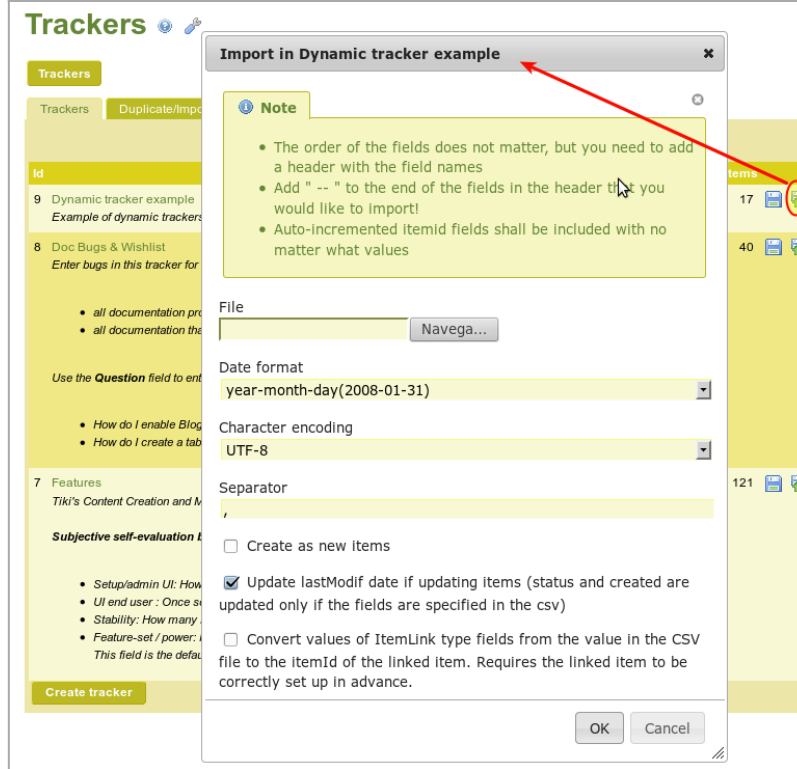 Trackers
Trackers
Trackers
Duplicate/Impo
Id
tems
9 Dynamic tracker example
Example of dynamic trackers
17
8 Doc Bugs & Wishlist
Enter bugs in this tracker for
40
• all documentation pro
• all documentation tha
Use the Question field to ent
• How do I enable Blog
• How do I create a tab
7 Features
Tiki's Content Creation and M
121
Subjective self-evaluation b
• Setup/admin UI: How
• UI end user : Once se
• Stability: How many
• Feature-set / power:
This field is the defau
Create tracker
Import in Dynamic tracker example
Note
• The order of the fields does not matter, but you need to add
a header with the field names
• Add " -- " to the end of the fields in the header that you
would like to import!
• Auto-incremented itemid fields shall be included with no
matter what values
File
Navega...
Date format
year-month-day(2008-01-31)
Character encoding
UTF-8
Separator
,
Create as new items
Update lastModif date if updating items (status and created are
updated only if the fields are specified in the csv)
Convert values of ItemLink type fields from the value in the CSV
file to the itemId of the linked item. Requires the linked item to be
correctly set up in advance.
OK
Cancel